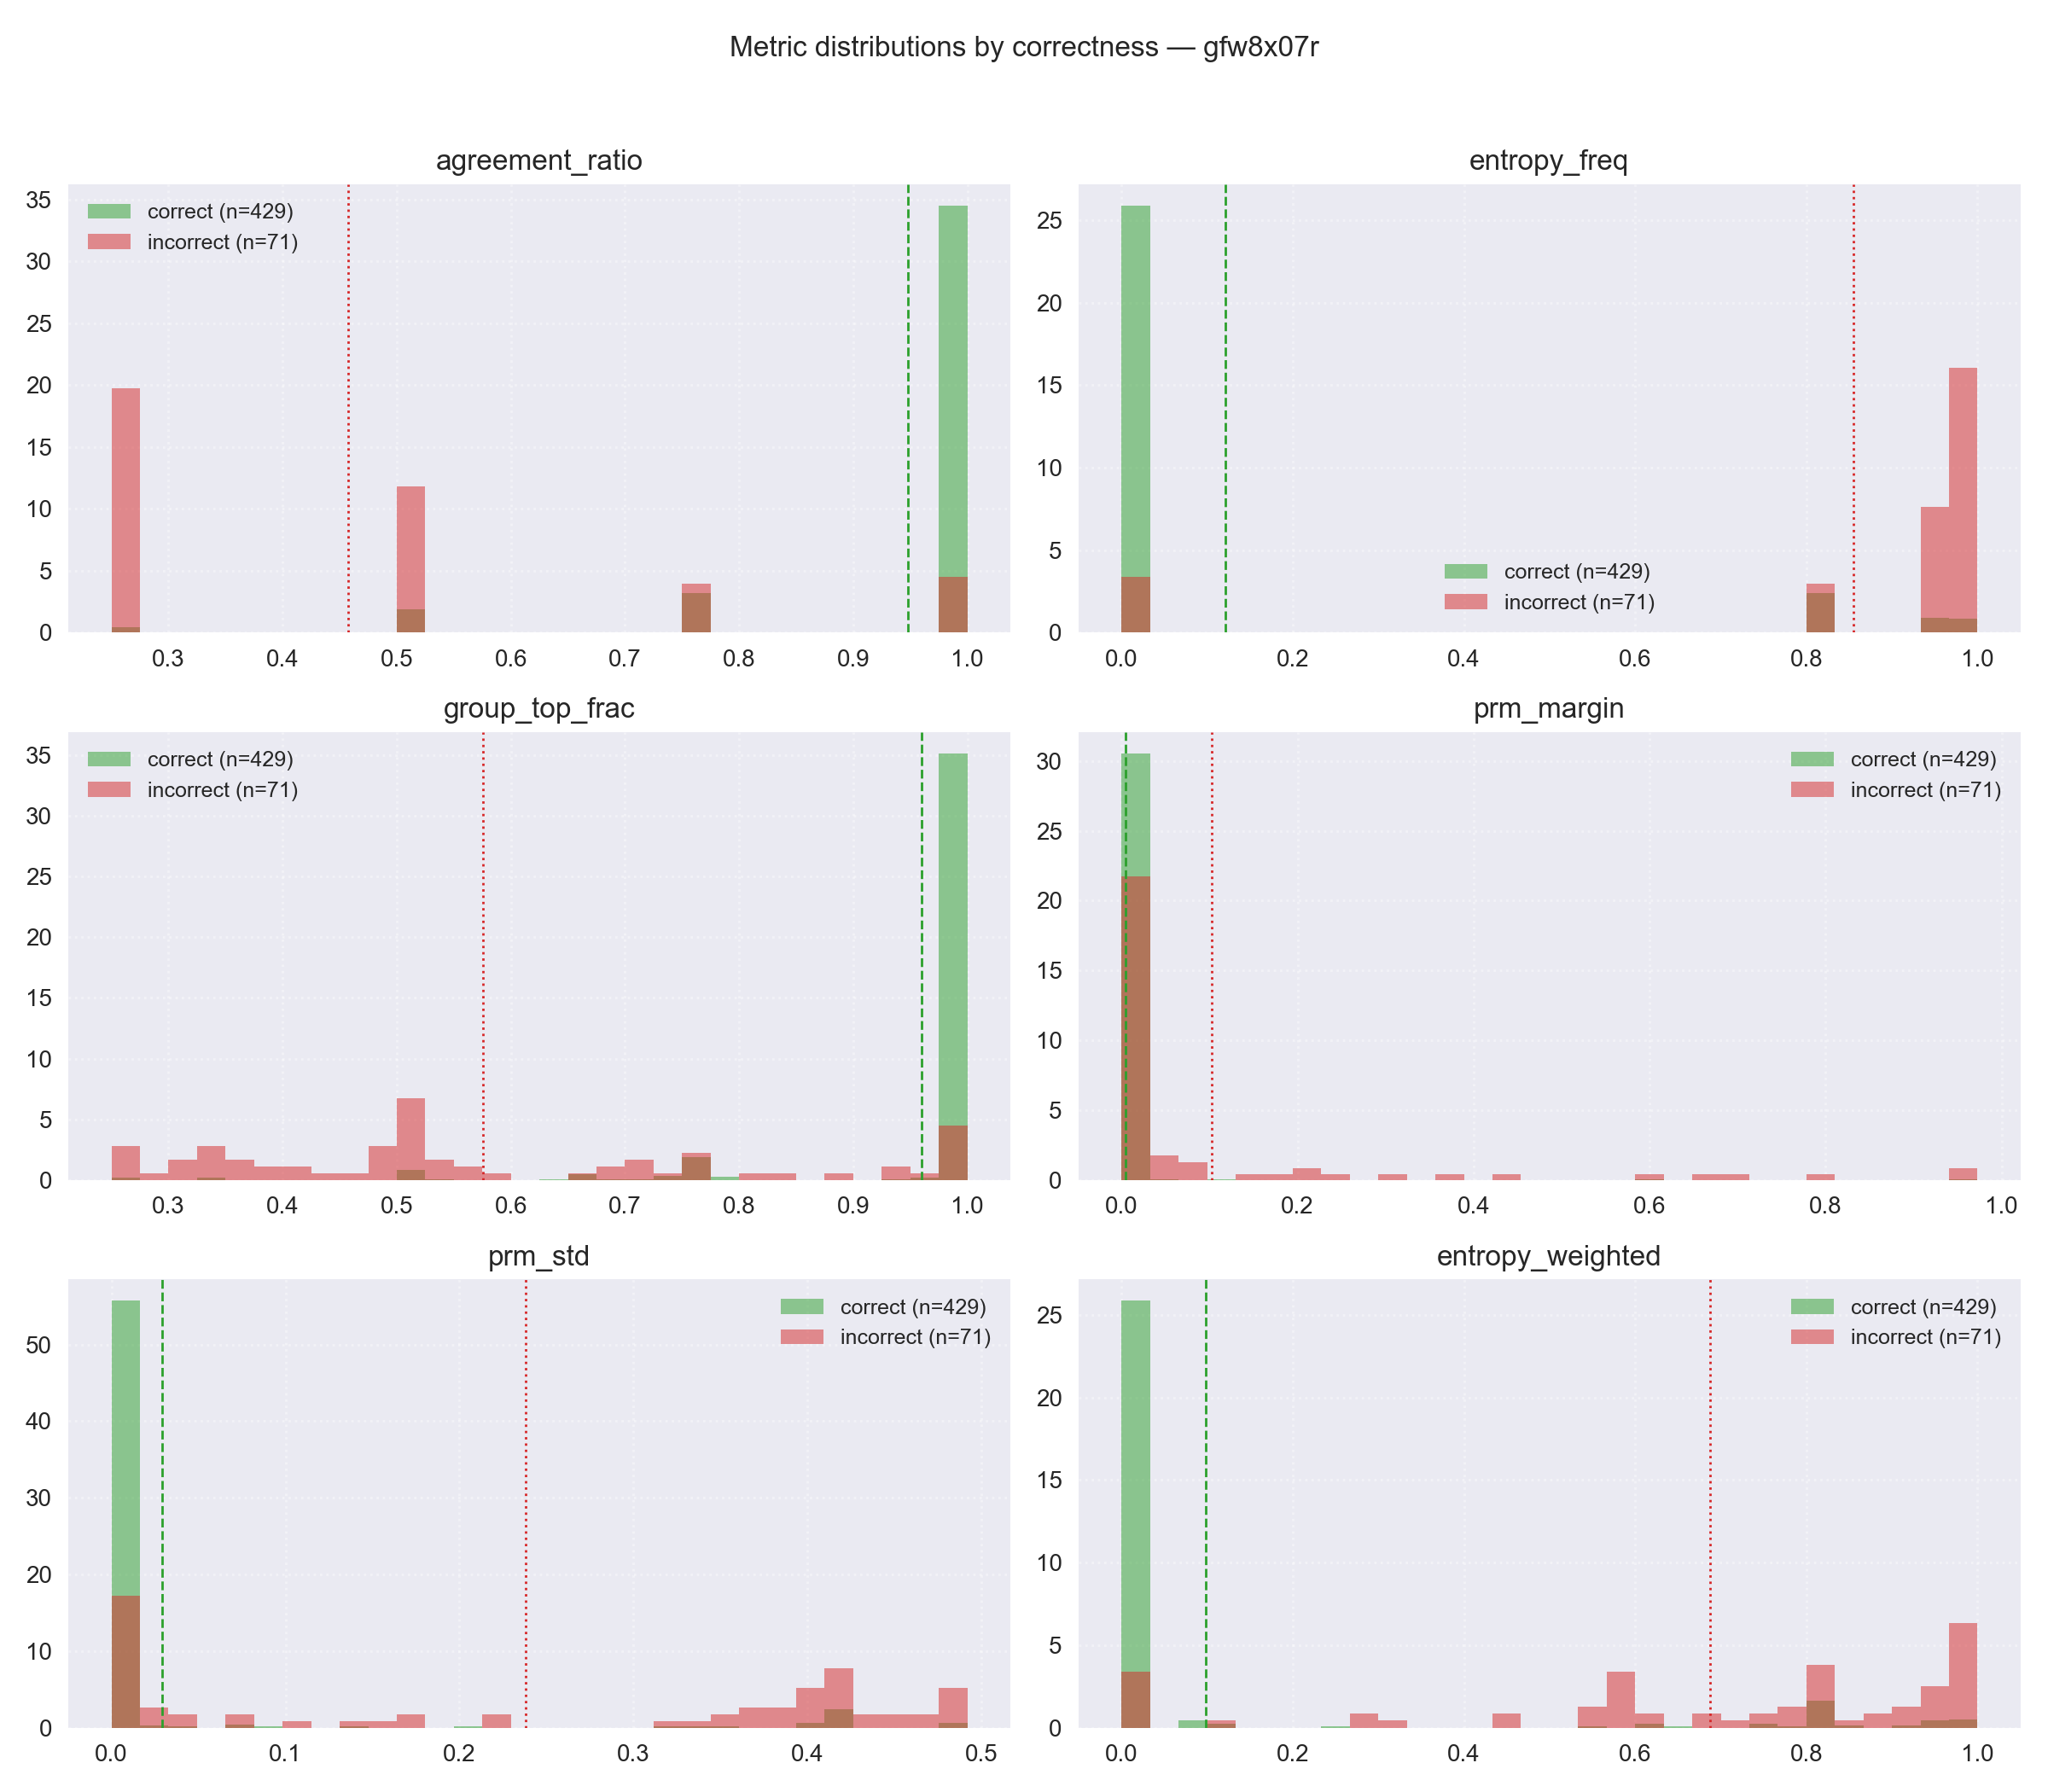 Metric distributions by correctness — gfw8x07r
agreement_ratio
35
30
25
20
15
10
5
0
0.3 0.4 0.5 0.6 0.7 0.8 0.9 1.0
correct (n=429)
incorrect (n=71)
entropy_freq
25
20
15
10
5
0
0.0 0.2 0.4 0.6 0.8 1.0
correct (n=429)
incorrect (n=71)
group_top_frac
35
30
25
20
15
10
5
0
0.3 0.4 0.5 0.6 0.7 0.8 0.9 1.0
correct (n=429)
incorrect (n=71)
prm_margin
30
25
20
15
10
5
0
0.0 0.2 0.4 0.6 0.8 1.0
correct (n=429)
incorrect (n=71)
prm_std
50
40
30
20
10
0
0.0 0.1 0.2 0.3 0.4 0.5
correct (n=429)
incorrect (n=71)
entropy_weighted
25
20
15
10
5
0
0.0 0.2 0.4 0.6 0.8 1.0
correct (n=429)
incorrect (n=71)